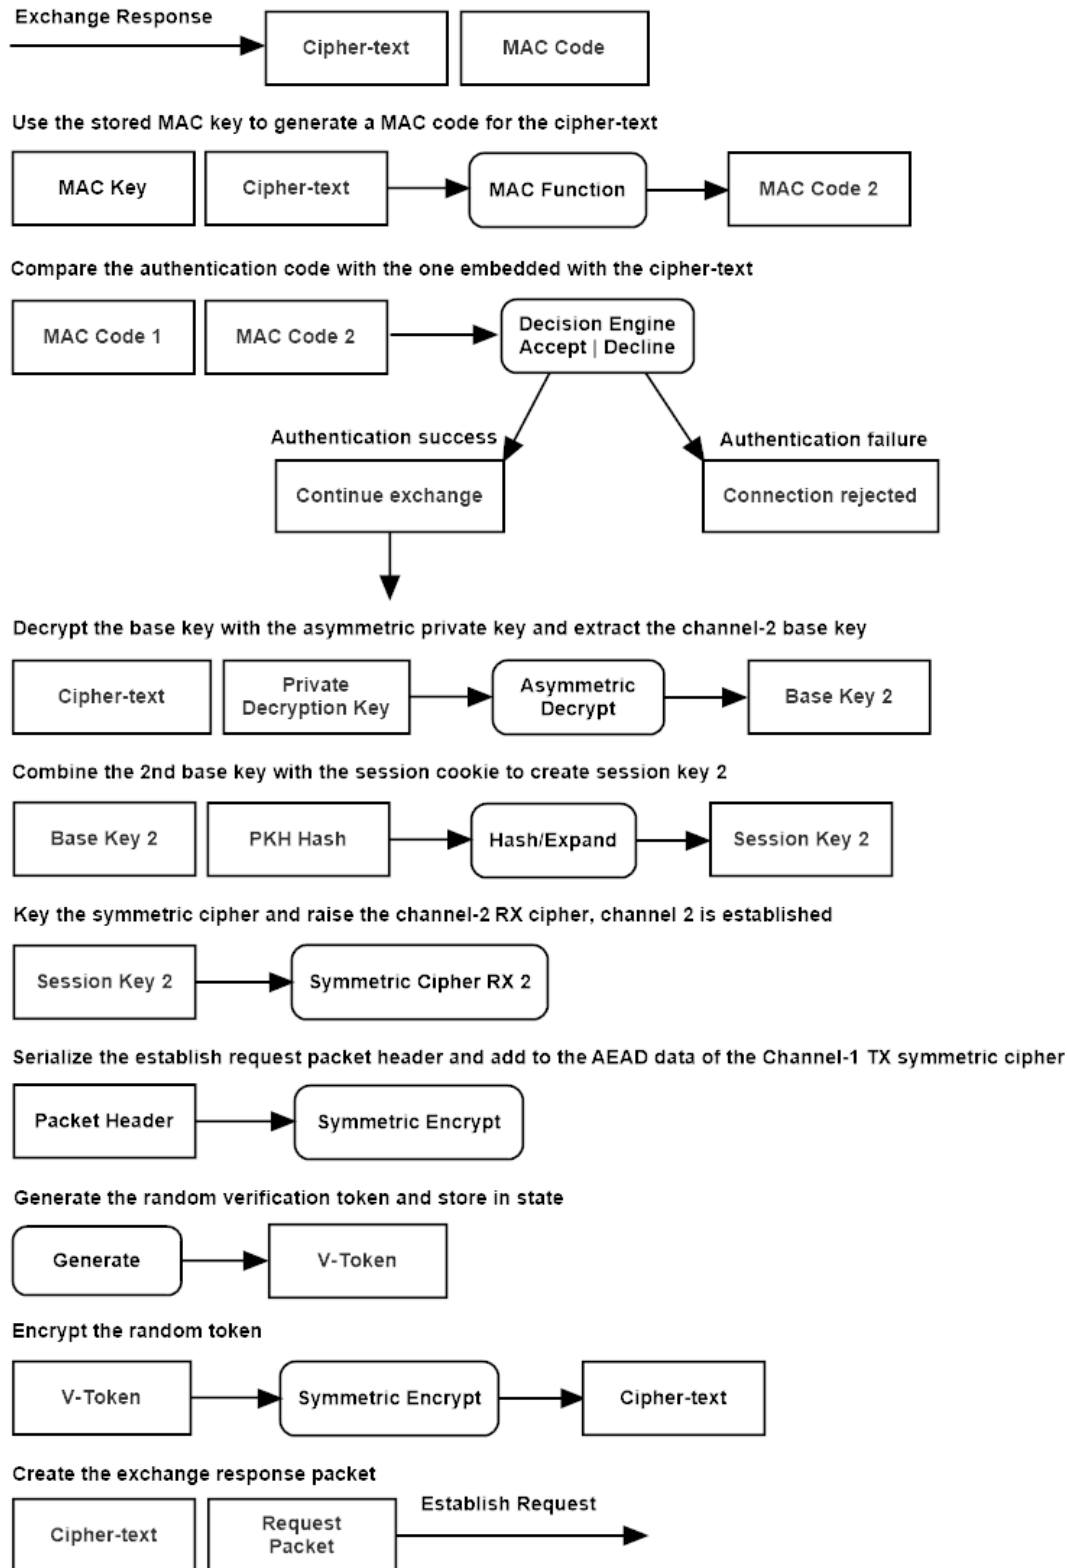 Exchange Response
Cipher-text
MAC Code
Use the stored MAC key to generate a MAC code for the cipher-text
MAC Key
Cipher-text
MAC Function
MAC Code 2
Compare the authentication code with the one embedded with the cipher-text
MAC Code 1
MAC Code 2
Decision Engine
Accept | Decline
Authentication success
Authentication failure
Continue exchange
Connection rejected
Decrypt the base key with the asymmetric private key and extract the channel-2 base key
Cipher-text
Private
Decryption Key
Asymmetric
Decrypt
Base Key 2
Combine the 2nd base key with the session cookie to create session key 2
Base Key 2
PKH Hash
Hash/Expand
Session Key 2
Key the symmetric cipher and raise the channel-2 RX cipher, channel 2 is established
Session Key 2
Symmetric Cipher RX 2
Serialize the establish request packet header and add to the AEAD data of the Channel-1 TX symmetric cipher
Packet Header
Symmetric Encrypt
Generate the random verification token and store in state
Generate
V-Token
Encrypt the random token
V-Token
Symmetric Encrypt
Cipher-text
Create the exchange response packet
Cipher-text
Request
Packet
Establish Request